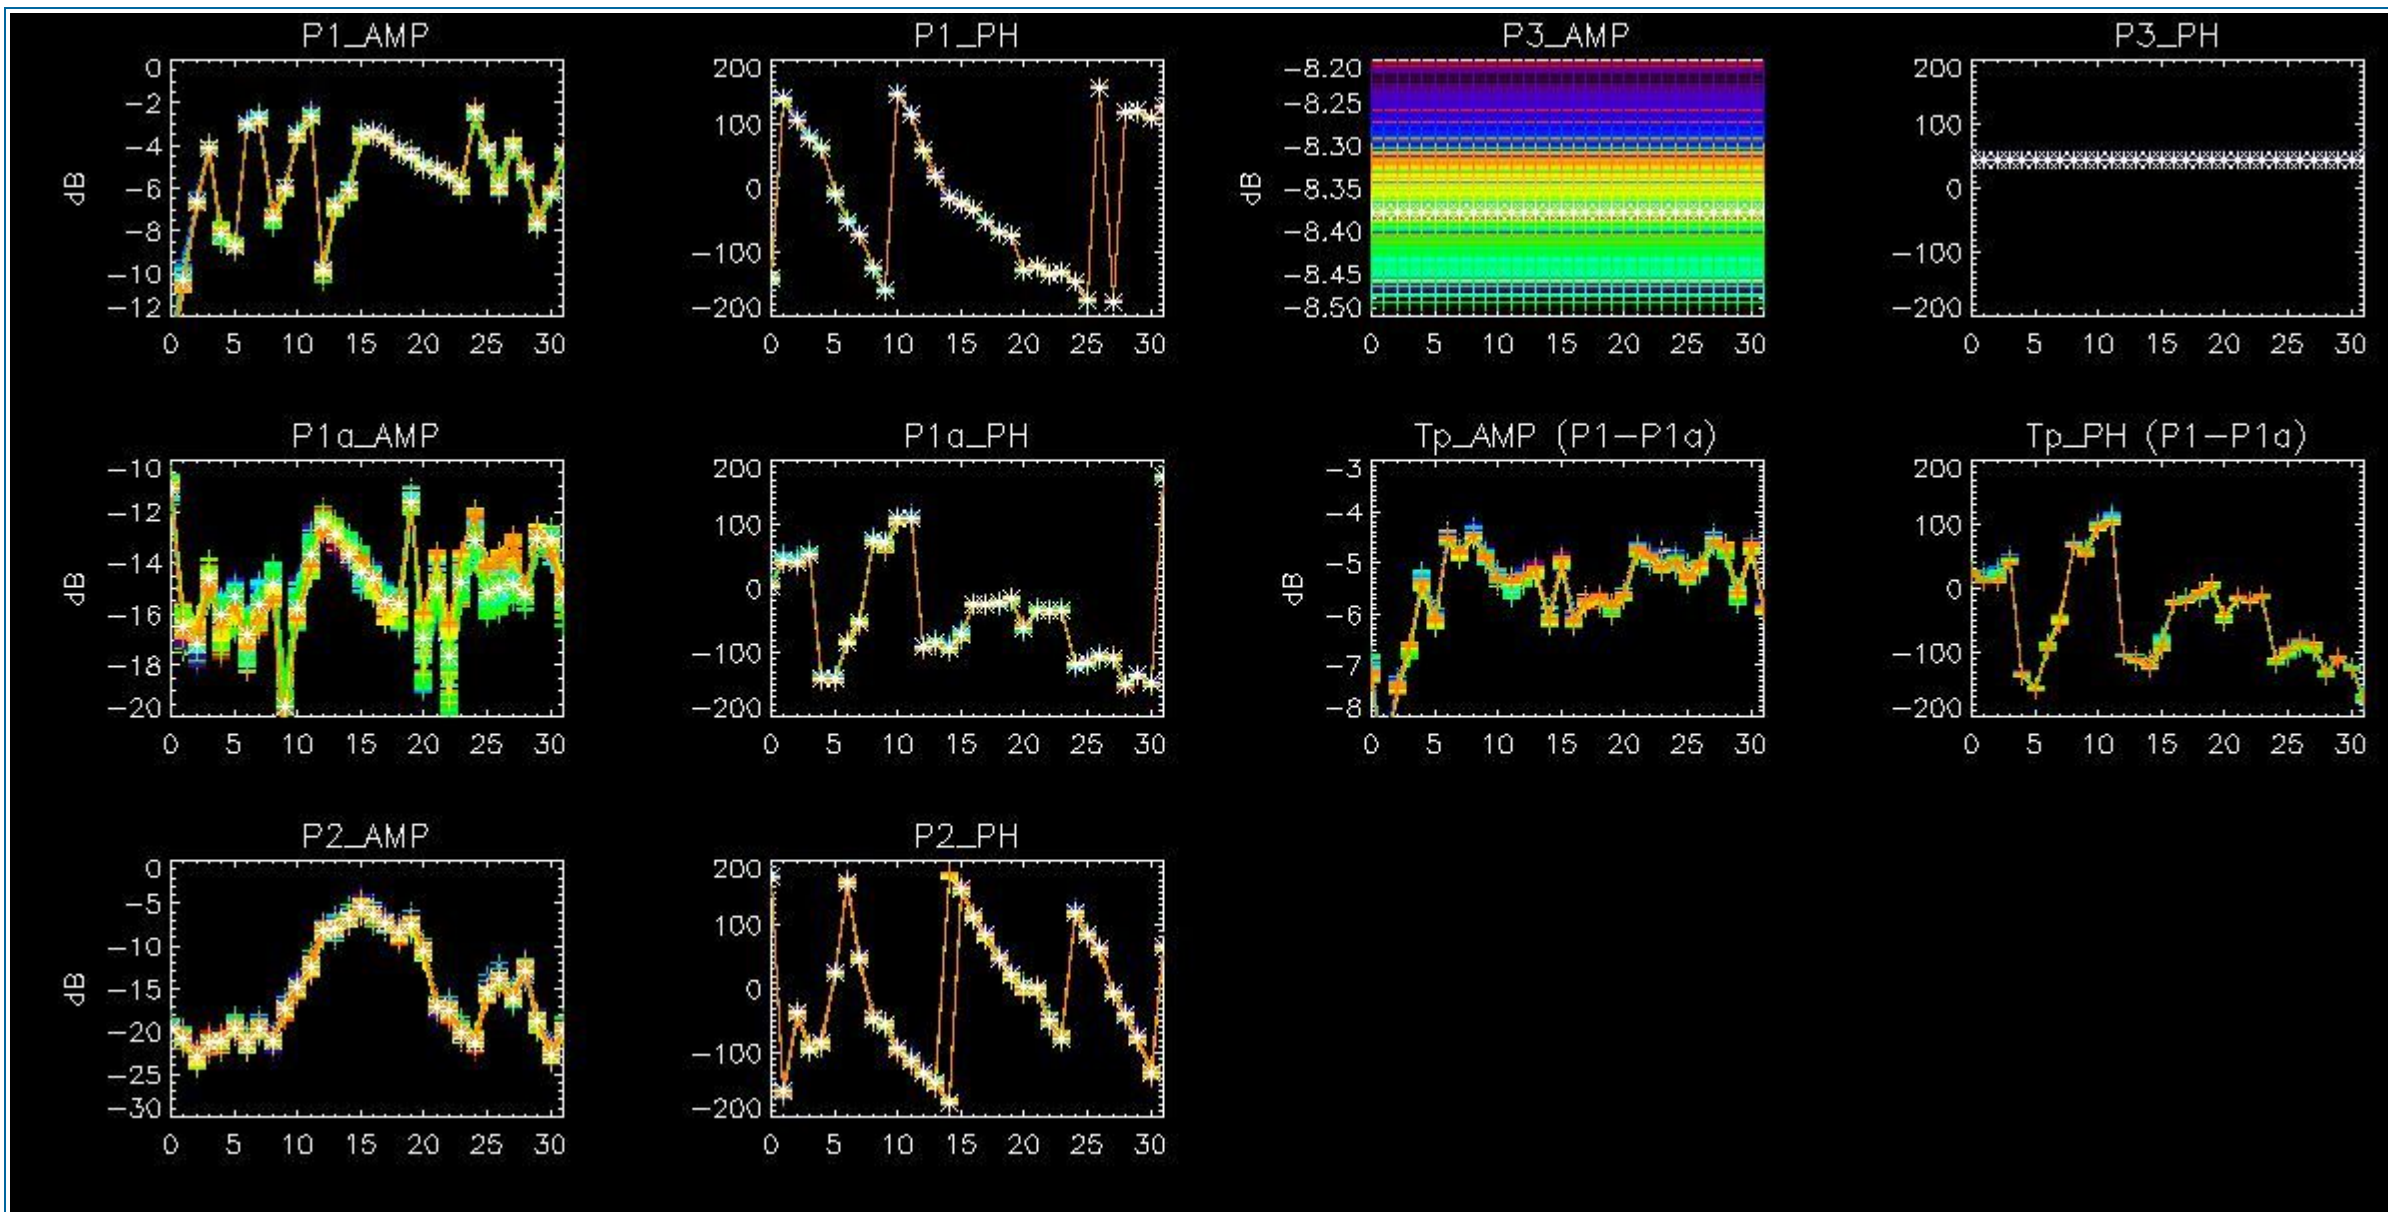 P1_AMP
0
−2
−4
−6
−8
−10
−12
dB
0 5 10 15 20 25 30
P1_PH
200
100
0
−100
−200
0 5 10 15 20 25 30
P3_AMP
−8.20
−8.25
−8.30
−8.35
−8.40
−8.45
−8.50
dB
0 5 10 15 20 25 30
P3_PH
200
100
0
−100
−200
0 5 10 15 20 25 30
P1a_AMP
−10
−12
−14
−16
−18
−20
dB
0 5 10 15 20 25 30
P1a_PH
200
100
0
−100
−200
0 5 10 15 20 25 30
Tp_AMP (P1−P1a)
−3
−4
−5
−6
−7
−8
dB
0 5 10 15 20 25 30
Tp_PH (P1−P1a)
200
100
0
−100
−200
0 5 10 15 20 25 30
P2_AMP
0
−5
−10
−15
−20
−25
−30
dB
0 5 10 15 20 25 30
P2_PH
200
100
0
−100
−200
0 5 10 15 20 25 30